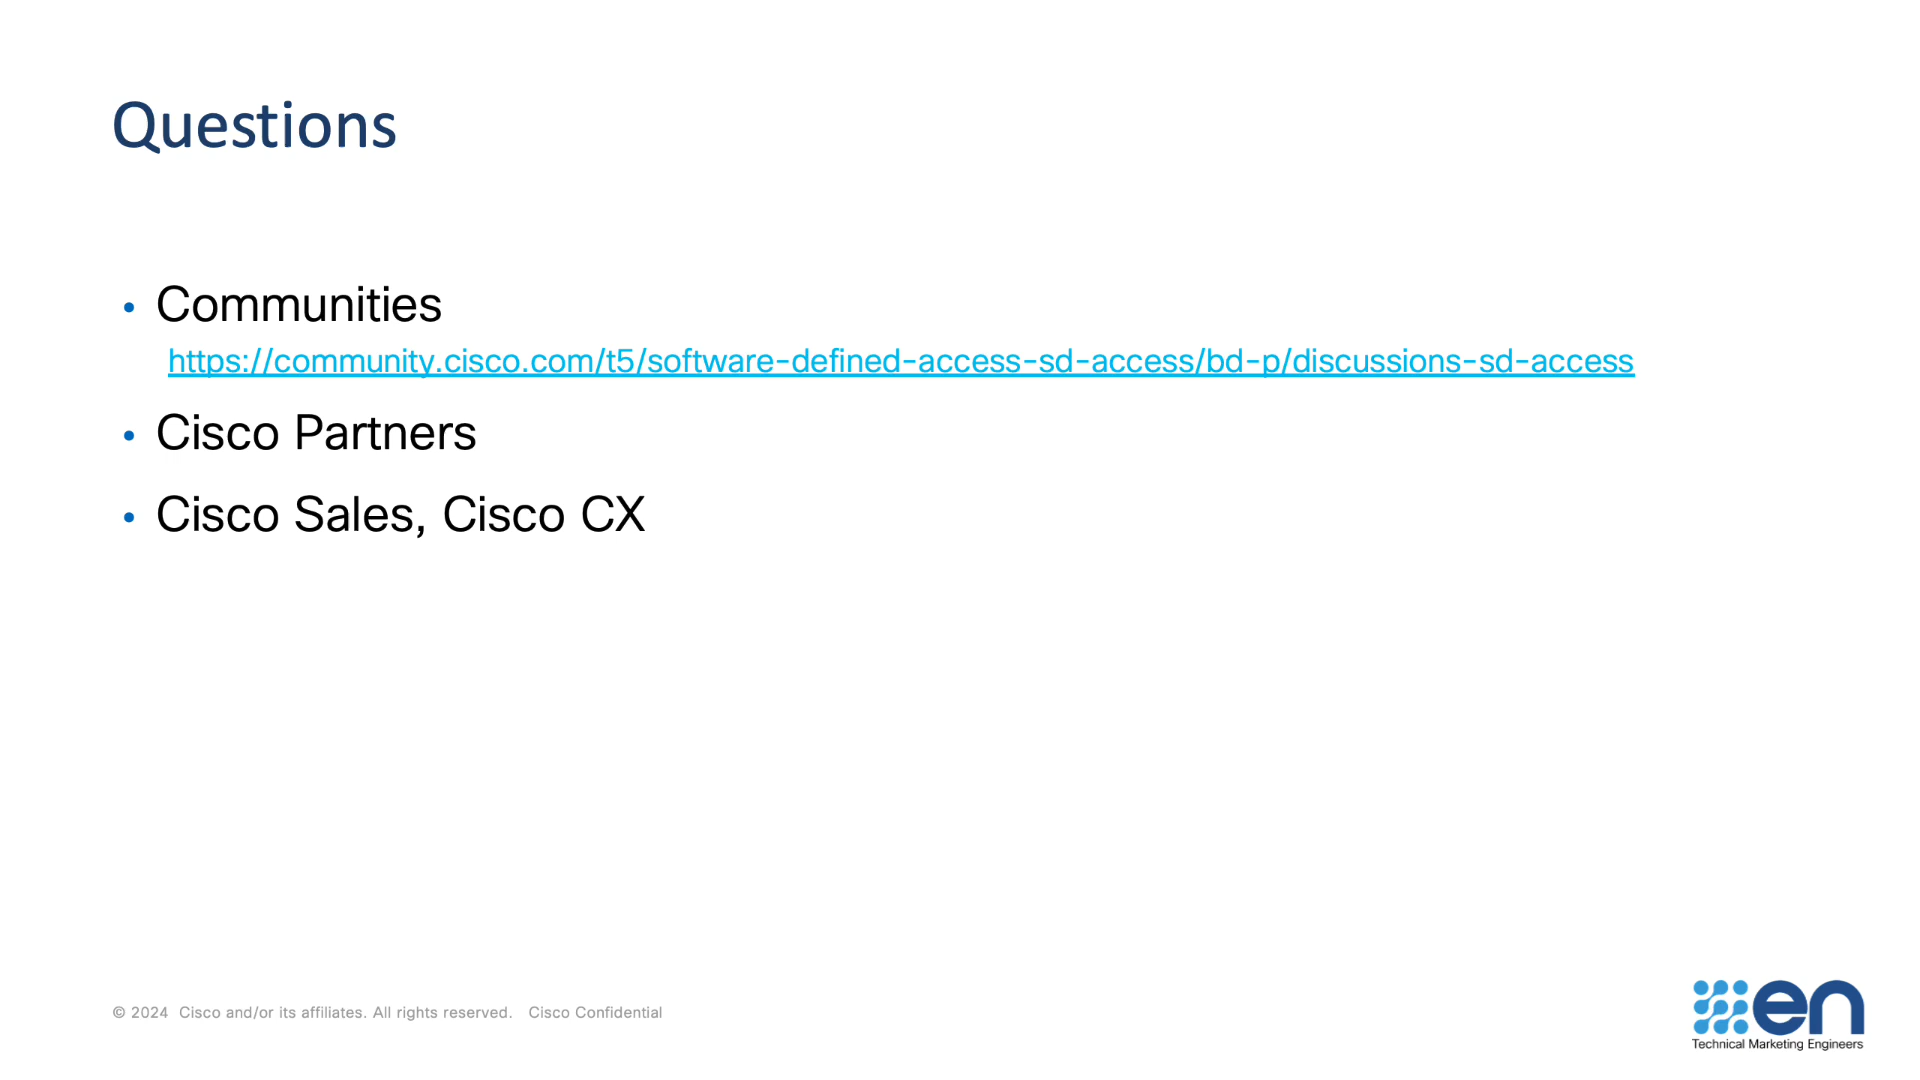 Questions
• Communities
https://community.cisco.com/t5/software-defined-access-sd-access/bd-p/discussions-sd-access
• Cisco Partners
• Cisco Sales, Cisco CX
© 2024 Cisco and/or its affiliates. All rights reserved. Cisco Confidential
en
Technical Marketing Engineers